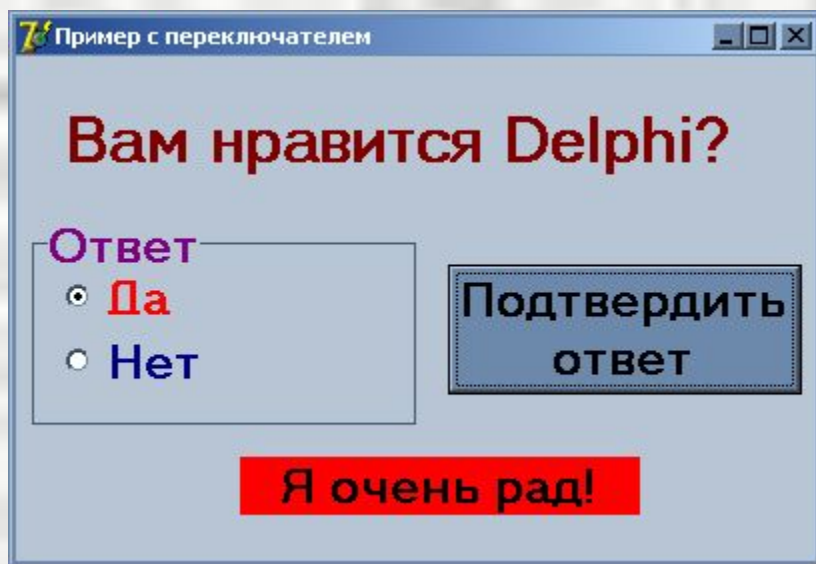 Пример с переключателем
Вам нравится Delphi?
Ответ
Да
Нет
Подтвердить
ответ
Я очень рад!